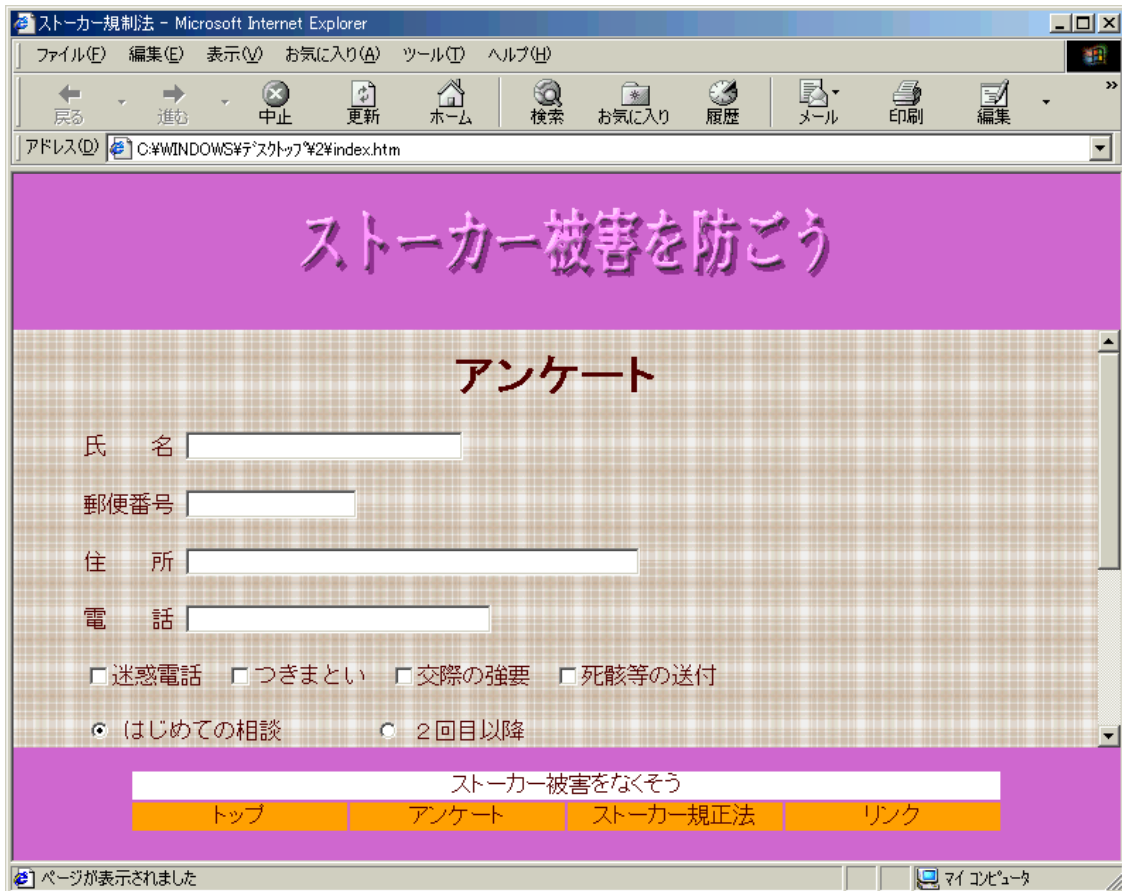 ストーカー規制法 - Microsoft Internet Explorer
ファイル(F) 編集(E) 表示(V) お気に入り(A) ツール(T) ヘルプ(H)
戻る 進む 中止 更新 ホーム 検索 お気に入り 履歴 メール 印刷 編集 »
アドレス(D) C:¥WINDOWS¥デスクトップ¥2¥index.htm
ストーカー被害を防ごう
アンケート
氏 名
郵便番号
住 所
電 話
迷惑電話 つきまとい 交際の強要 死骸等の送付
はじめての相談 2回目以降
ストーカー被害をなくそう
トップ アンケート ストーカー規正法 リンク
ページが表示されました マイ コンピュータ